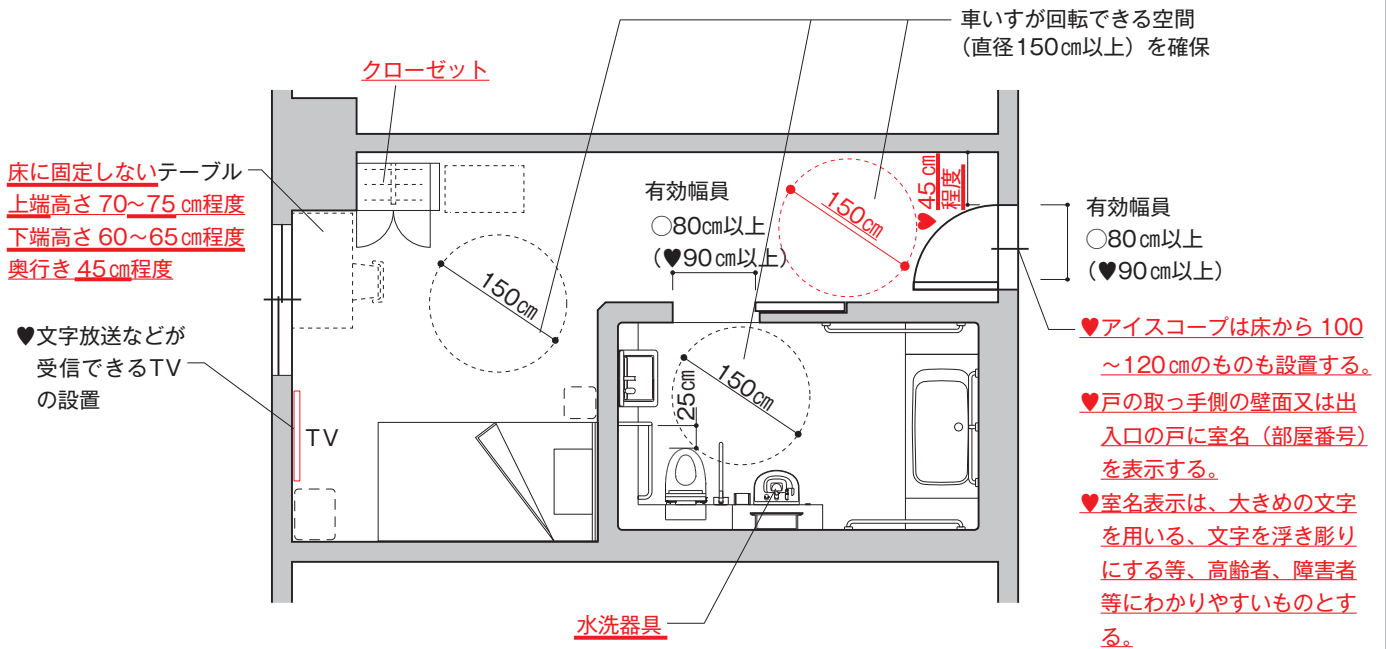 車いすが回転できる空間
（直径150㎝以上）を確保
クローゼット
床に固定しないテーブル
上端高さ 70～75 ㎝程度
下端高さ 60～65㎝程度
奥行き 45㎝程度
♥文字放送などが
受信できるTV
の設置
TV
150㎝
有効幅員
○80㎝以上
（♥90㎝以上）
150㎝
♥45㎝
程度
有効幅員
○80㎝以上
（♥90㎝以上）
150㎝
25㎝
水洗器具
♥アイスコープは床から 100
～120㎝のものも設置する。
♥戸の取っ手側の壁面又は出
入口の戸に室名（部屋番号）
を表示する。
♥室名表示は、大きめの文字
を用いる、文字を浮き彫り
にする等、高齢者、障害者
等にわかりやすいものとす
る。